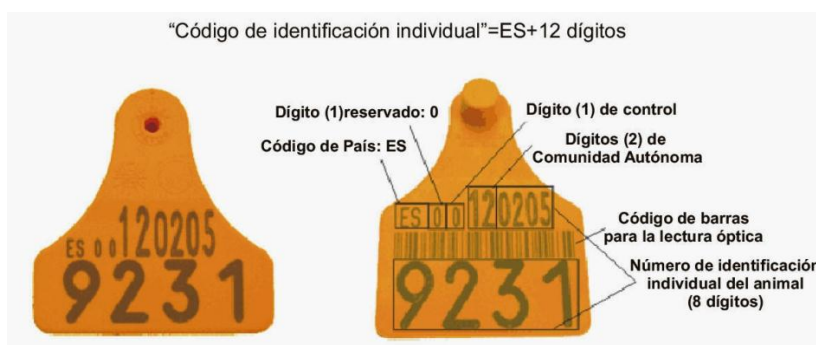 “Código de identificación individual”=ES+12 dígitos
ES 0 0 120205
9231
Dígito (1)reservado: 0
Código de País: ES
Dígito (1) de control
Dígitos (2) de
Comunidad Autónoma
ES 0 0 12 0205
9231
Código de barras
para la lectura óptica
Número de identificación
individual del animal
(8 dígitos)